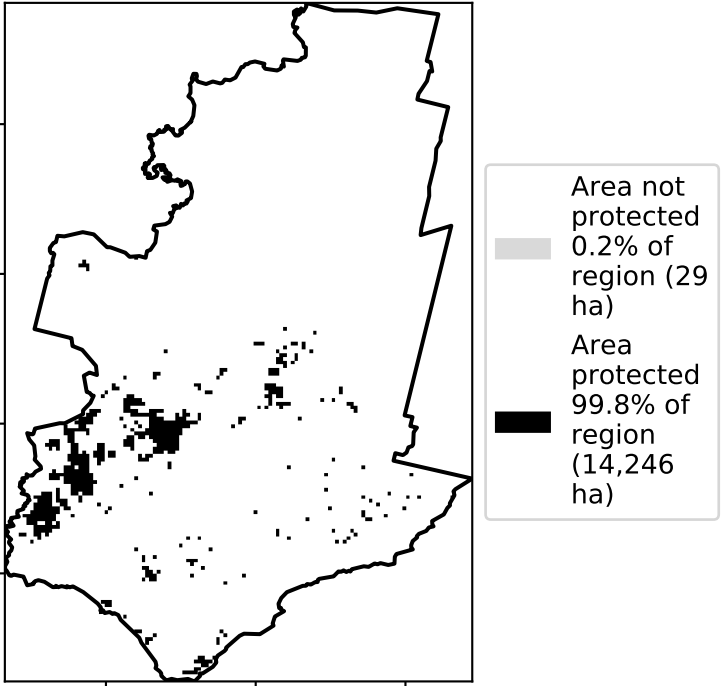 Area not
protected
0.2% of
region (29
ha)
Area
protected
99.8% of
region
(14,246
ha)